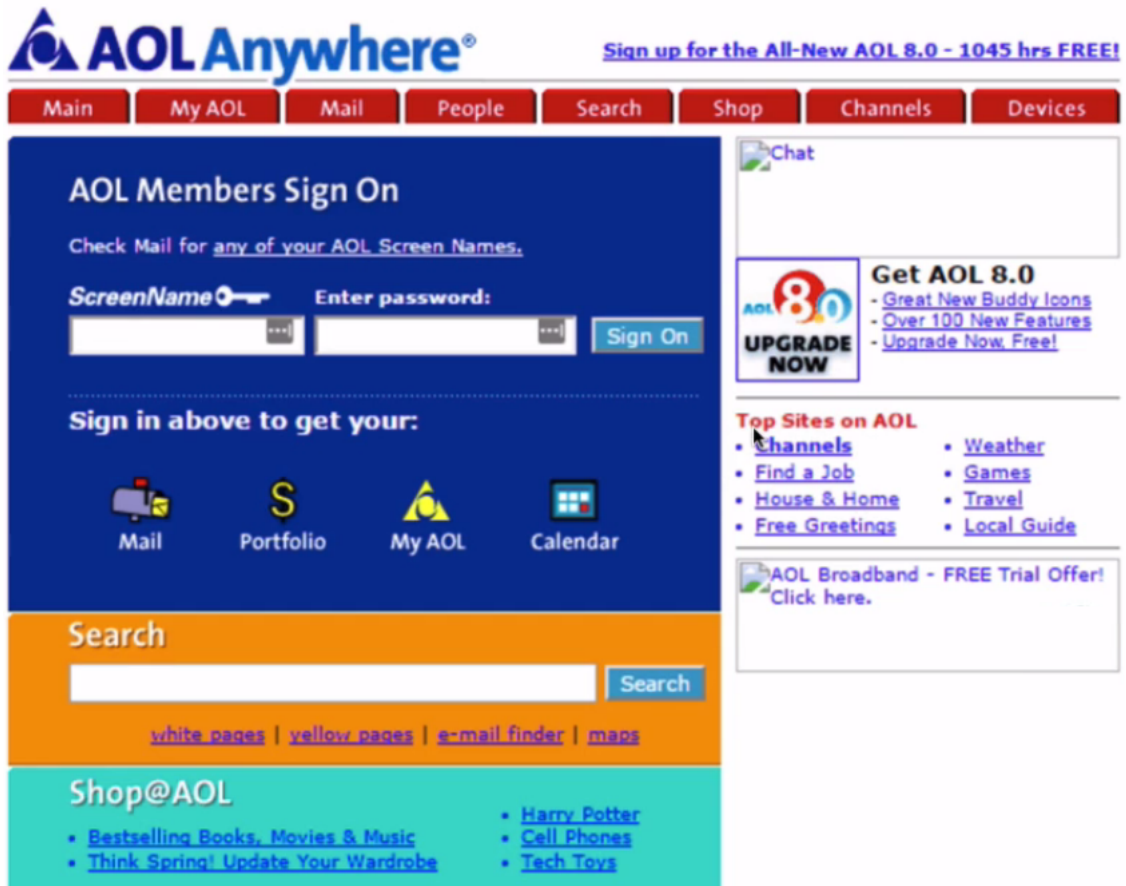 AOL Anywhere®
Sign up for the All-New AOL 8.0 - 1045 hrs FREE!
Main
My AOL
Mail
People
Search
Shop
Channels
Devices
AOL Members Sign On
Check Mail for any of your AOL Screen Names.
ScreenName
Enter password:
Sign On
Sign in above to get your:
Mail
Portfolio
My AOL
Calendar
Search
Search
white pages | yellow pages | e-mail finder | maps
Shop@AOL
• Bestselling Books, Movies & Music
• Think Spring! Update Your Wardrobe
• Harry Potter
• Cell Phones
• Tech Toys
Chat
AOL 8.0
UPGRADE
NOW
Get AOL 8.0
- Great New Buddy Icons
- Over 100 New Features
- Upgrade Now, Free!
Top Sites on AOL
• Channels
• Find a Job
• House & Home
• Free Greetings
• Weather
• Games
• Travel
• Local Guide
AOL Broadband - FREE Trial Offer!
Click here.